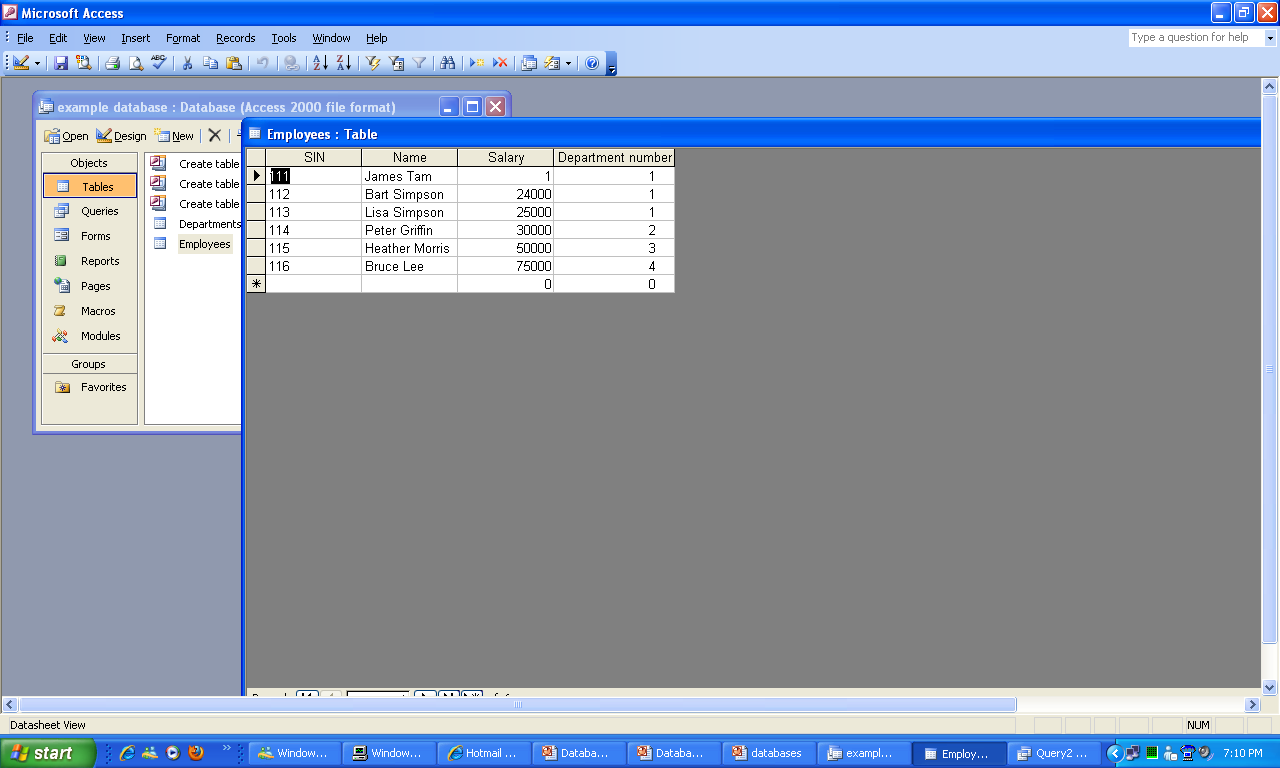 Microsoft Access
File Edit View Insert Format Records Tools Window Help Type a question for help
example database : Database (Access 2000 file format)
Open Design New
Employees : Table
Objects
Tables
Queries
Forms
Reports
Pages
Macros
Modules
Groups
Favorites
Create table
Create table
Create table
Departments
Employees
SIN Name Salary Department number
111 James Tam 1 1
112 Bart Simpson 24000 1
113 Lisa Simpson 25000 1
114 Peter Griffin 30000 2
115 Heather Morris 50000 3
116 Bruce Lee 75000 4
0 0
Datasheet View NUM
start Window... Window... Hotmail ... Databa... Databa... databases exampl... Employ... Query2 ... 7:10 PM